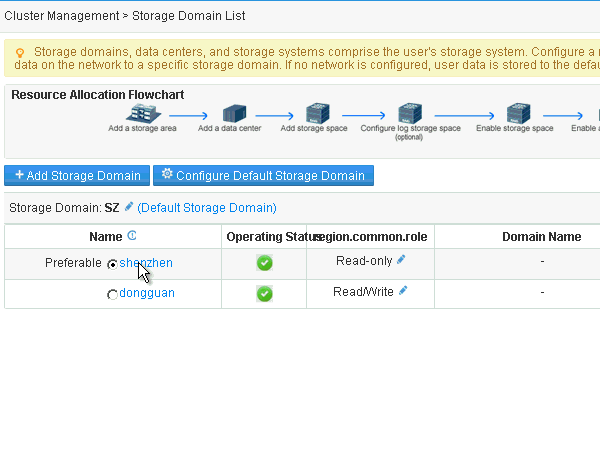 Cluster Management > Storage Domain List
Storage domains, data centers, and storage systems comprise the user's storage system. Configure a
data on the network to a specific storage domain. If no network is configured, user data is stored to the
Resource Allocation Flowchart
Add a storage area Add a data center Add storage space Configure log storage space Enable storage space Enable
(optional)
Add Storage Domain Configure Default Storage Domain
Storage Domain: SZ (Default Storage Domain)
Name Operating Status region.common.role Domain Name
Preferable shenzhen Read-only -
dongguan Read/Write -